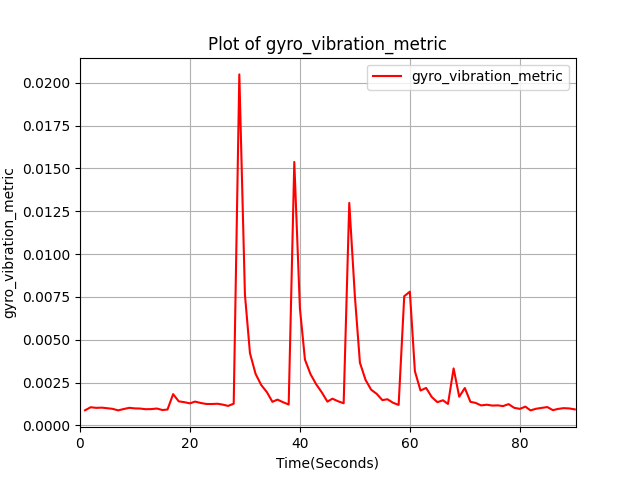 Plot of gyro_vibration_metric
gyro_vibration_metric
0.0200
0.0175
0.0150
0.0125
0.0100
0.0075
0.0050
0.0025
0.0000
gyro_vibration_metric
0 20 40 60 80
Time(Seconds)